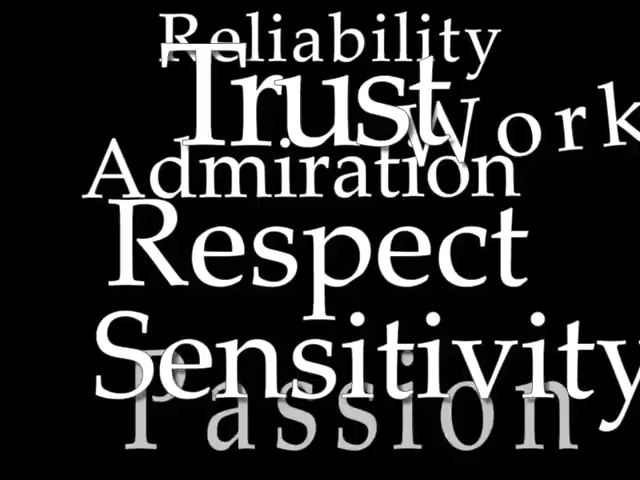 Reliability
Trust
Work
Admiration
Respect
Sensitivity
Passion